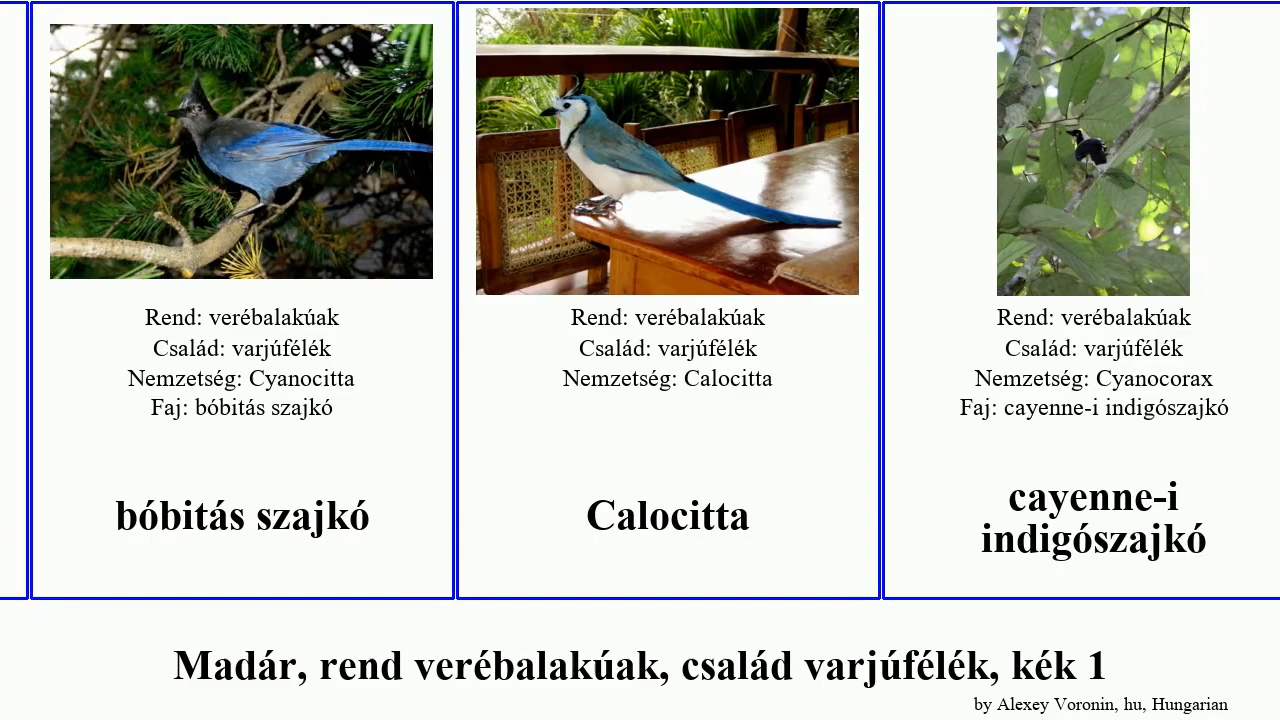 Rend: verébalakúak
Család: varjúfélék
Nemzetség: Cyanocitta
Faj: bóbitás szajkó
bóbitás szajkó
Rend: verébalakúak
Család: varjúfélék
Nemzetség: Calocitta
Calocitta
Rend: verébalakúak
Család: varjúfélék
Nemzetség: Cyanocorax
Faj: cayenne-i indigószajkó
cayenne-i
indigószajkó
Madár, rend verébalakúak, család varjúfélék, kék 1
by Alexey Voronin, hu, Hungarian